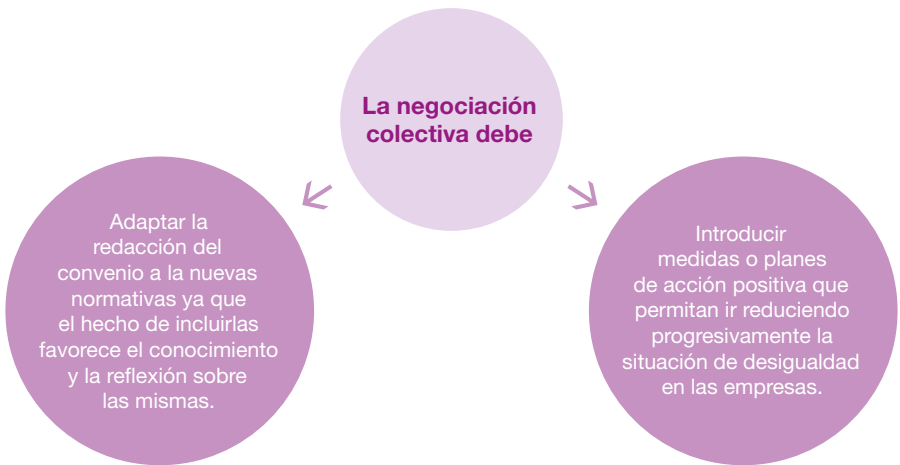 La negociación
colectiva debe
Adaptar la
redacción del
convenio a la nuevas
normativas ya que
el hecho de incluirlas
favorece el conocimiento
y la reflexión sobre
las mismas.
Introducir
medidas o planes
de acción positiva que
permitan ir reduciendo
progresivamente la
situación de desigualdad
en las empresas.